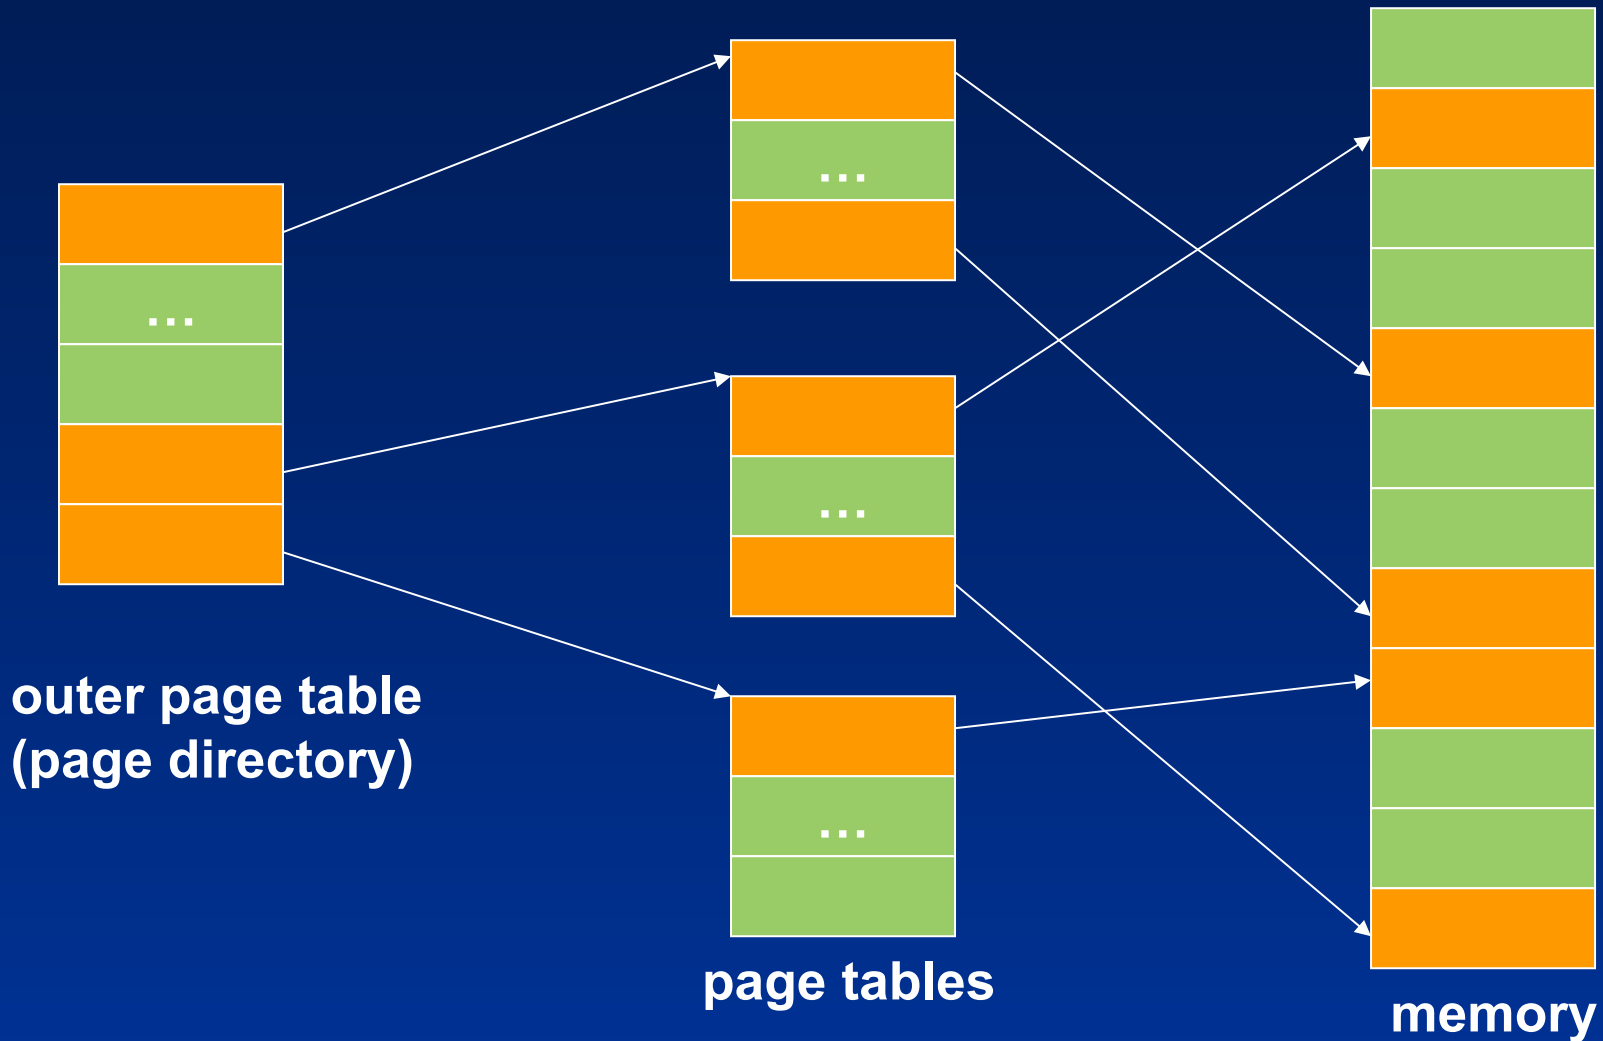 …
…
…
…
outer page table
(page directory)
page tables
memory